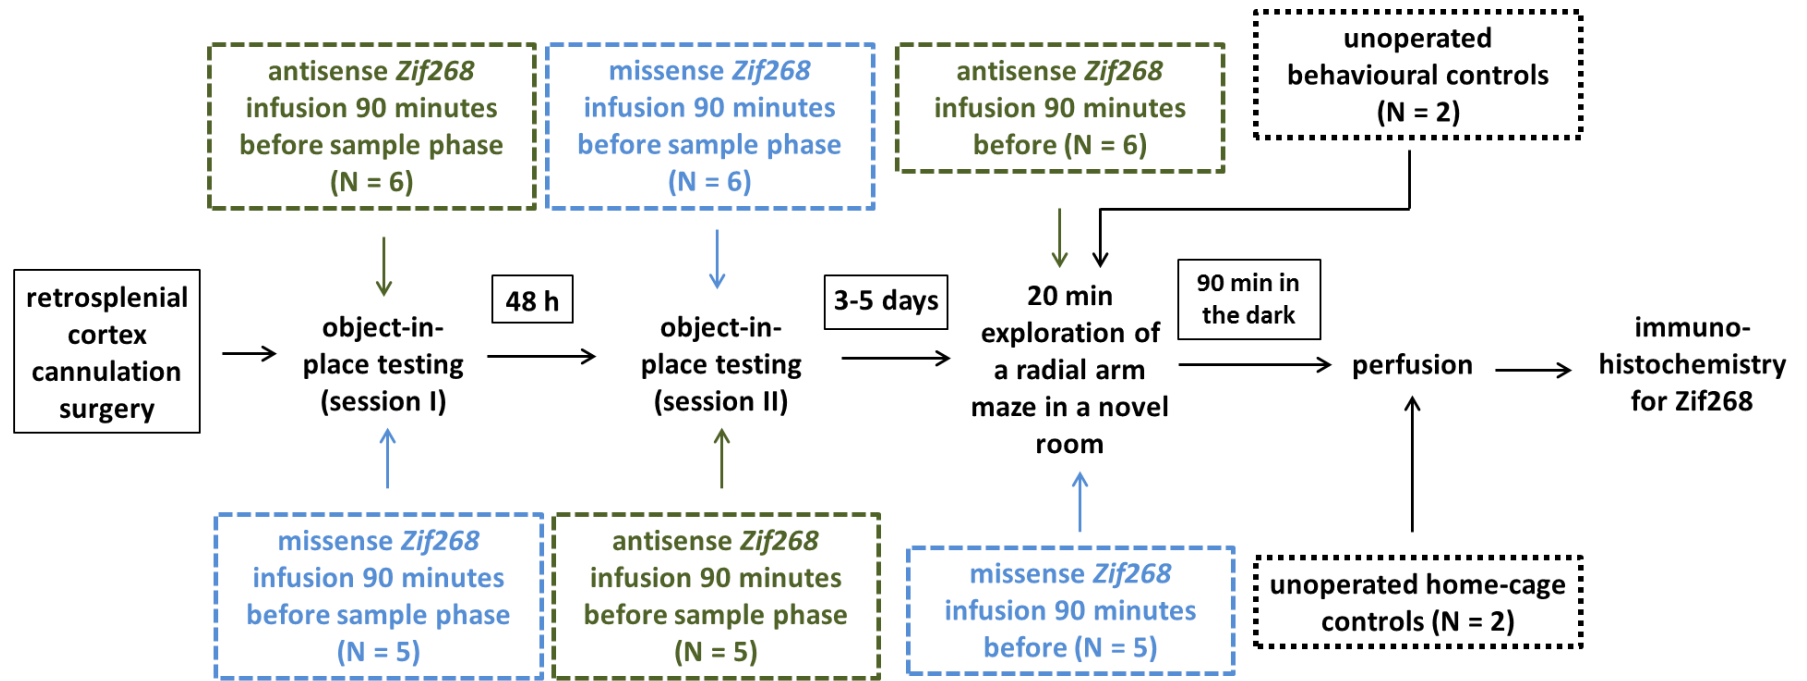 antisense Zif268
infusion 90 minutes
before sample phase
(N = 6)
missense Zif268
infusion 90 minutes
before sample phase
(N = 6)
antisense Zif268
infusion 90 minutes
before (N = 6)
unoperated
behavioural controls
(N = 2)
retrosplenial
cortex
cannulation
surgery
object-in-
place testing
(session I)
48 h
object-in-
place testing
(session II)
3-5 days
20 min
exploration of
a radial arm
maze in a novel
room
90 min in
the dark
perfusion
immuno-
histochemistry
for Zif268
missense Zif268
infusion 90 minutes
before sample phase
(N = 5)
antisense Zif268
infusion 90 minutes
before sample phase
(N = 5)
missense Zif268
infusion 90 minutes
before (N = 5)
unoperated home-cage
controls (N = 2)